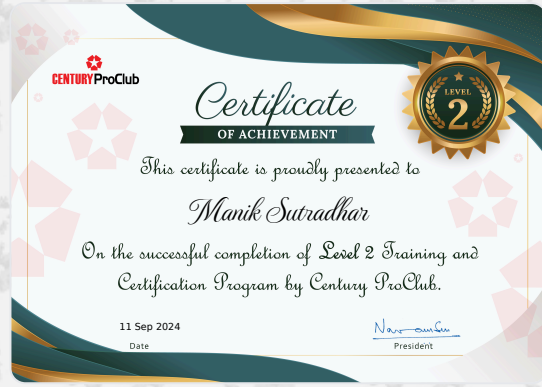 CENTURY ProClub
LEVEL
2
Certificate
OF ACHIEVEMENT
This certificate is proudly presented to
Manik Sutradhar
On the successful completion of Level 2 Training and
Certification Program by Century ProClub.
11 Sep 2024
Date
President